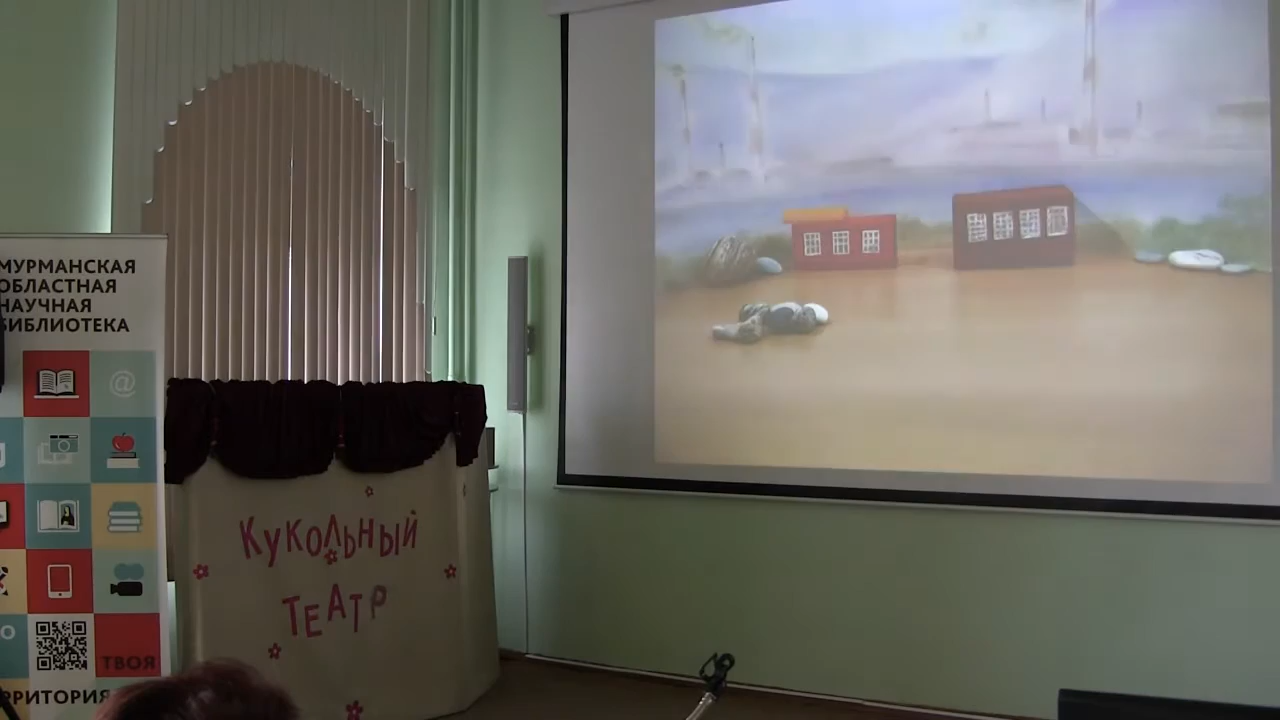 МУРМАНСКАЯ
ОБЛАСТНАЯ
НАУЧНАЯ
БИБЛИОТЕКА
@
ТВОЯ
РРИТОРИЯ
КУКОЛЬНЫЙ
ТЕАТР